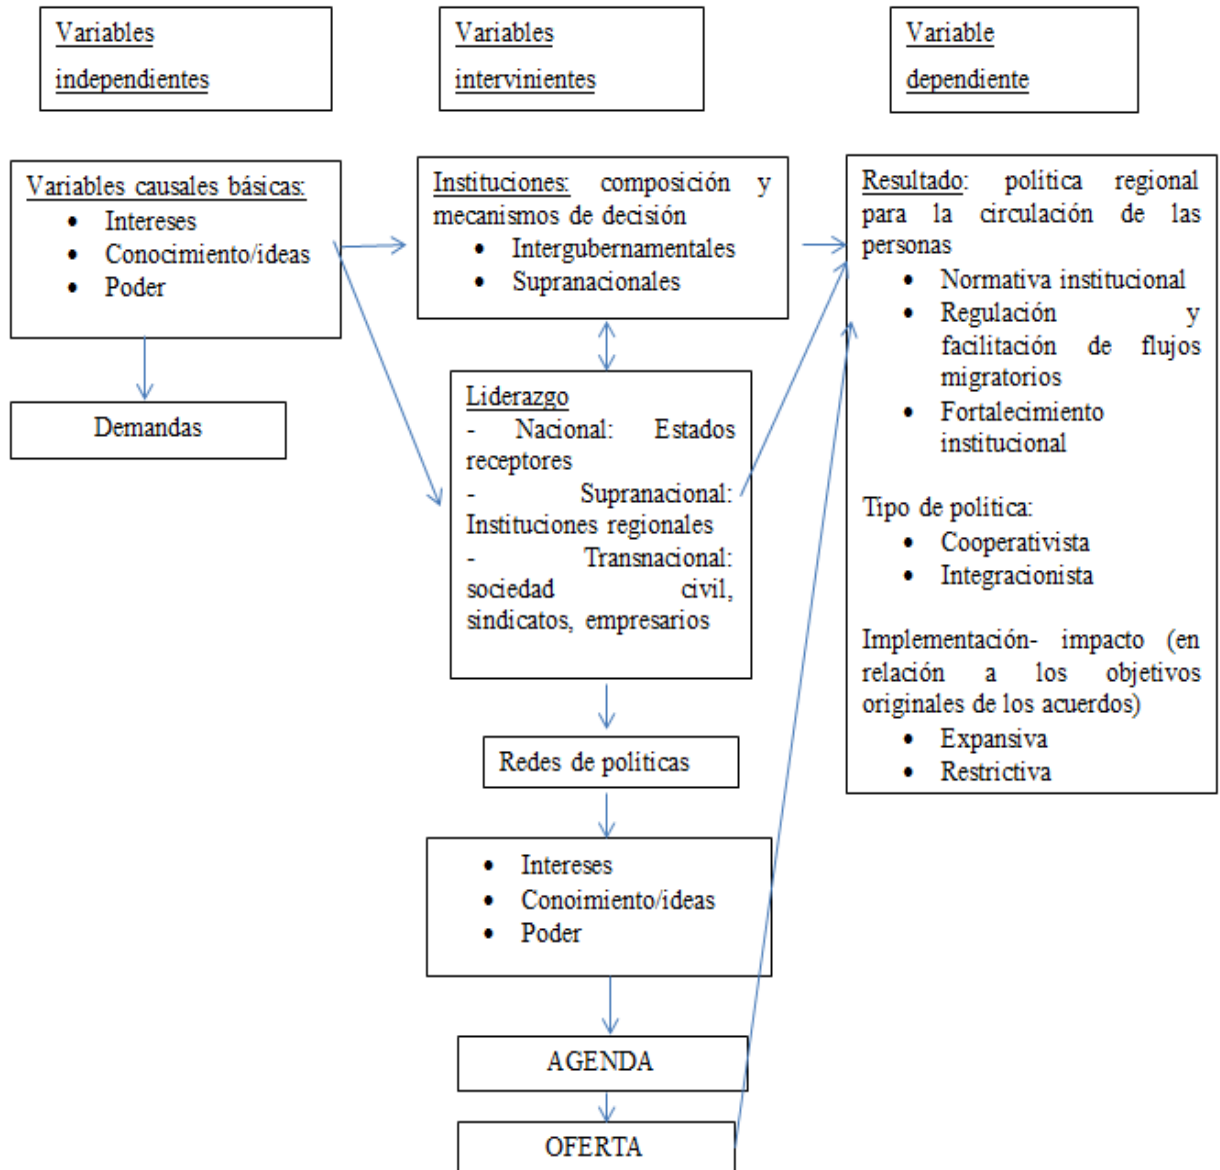 Variables
independientes
Variables
intervinientes
Variable
dependiente
Variables causales básicas:
• Intereses
• Conocimiento/ideas
• Poder
Demandas
Instituciones: composición y
mecanismos de decisión
• Intergubernamentales
• Supranacionales
Liderazgo
- Nacional: Estados
receptores
- Supranacional:
Instituciones regionales
- Transnacional:
sociedad civil,
sindicatos, empresarios
Redes de políticas
• Intereses
• Conoimiento/ideas
• Poder
AGENDA
OFERTA
Resultado: política regional
para la circulación de las
personas
• Normativa institucional
• Regulación y
facilitación de flujos
migratorios
• Fortalecimiento
institucional
Tipo de política:
• Cooperativista
• Integracionista
Implementación- impacto (en
relación a los objetivos
originales de los acuerdos)
• Expansiva
• Restrictiva